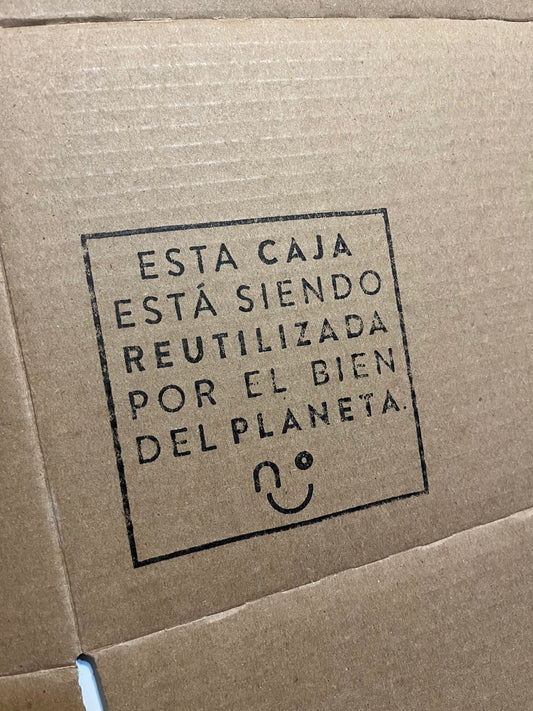 ESTA CAJA
ESTÁ SIENDO
REUTILIZADA
POR EL BIEN
DEL PLANETA.